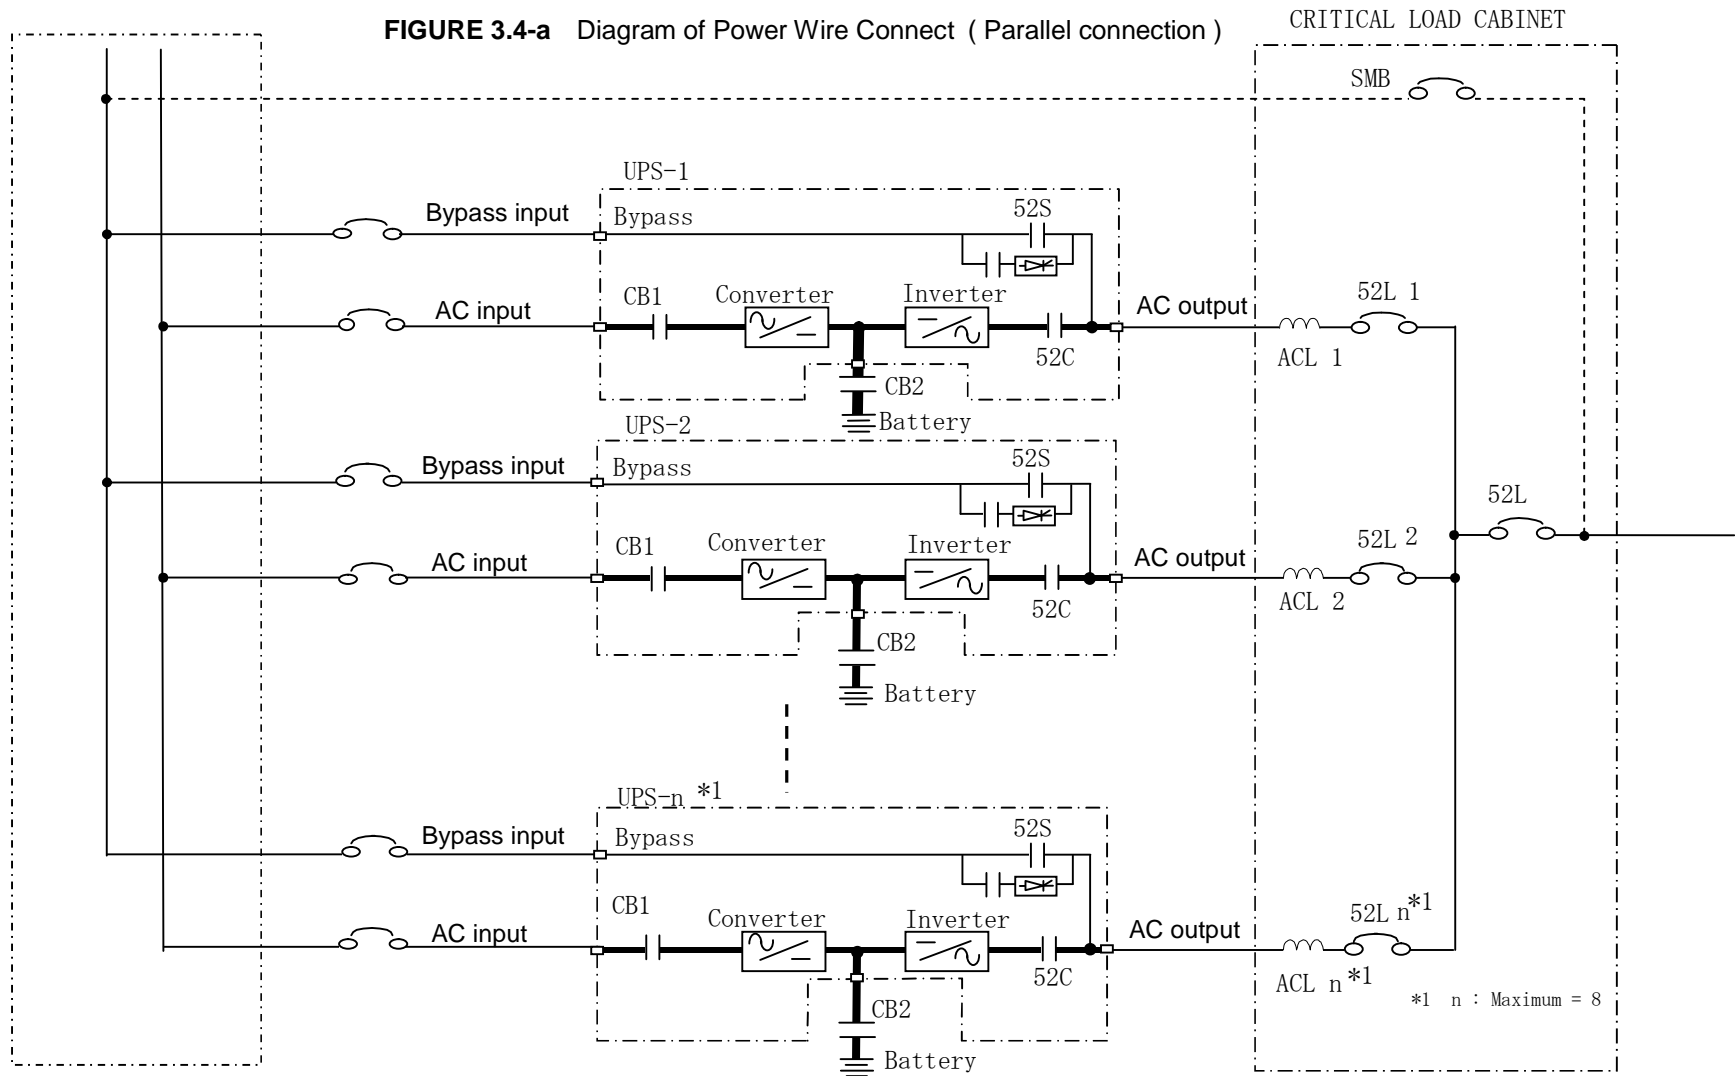 FIGURE 3.4-a Diagram of Power Wire Connect ( Parallel connection )
CRITICAL LOAD CABINET
SMB
UPS-1
Bypass input
Bypass
52S
AC input
CB1
Converter
Inverter
52C
AC output
52L 1
ACL 1
CB2
Battery
UPS-2
Bypass input
Bypass
52S
AC input
CB1
Converter
Inverter
52C
AC output
52L 2
ACL 2
52L
CB2
Battery
UPS-n *1
Bypass input
Bypass
52S
AC input
CB1
Converter
Inverter
52C
AC output
52L n*1
ACL n*1
*1 n : Maximum = 8
CB2
Battery